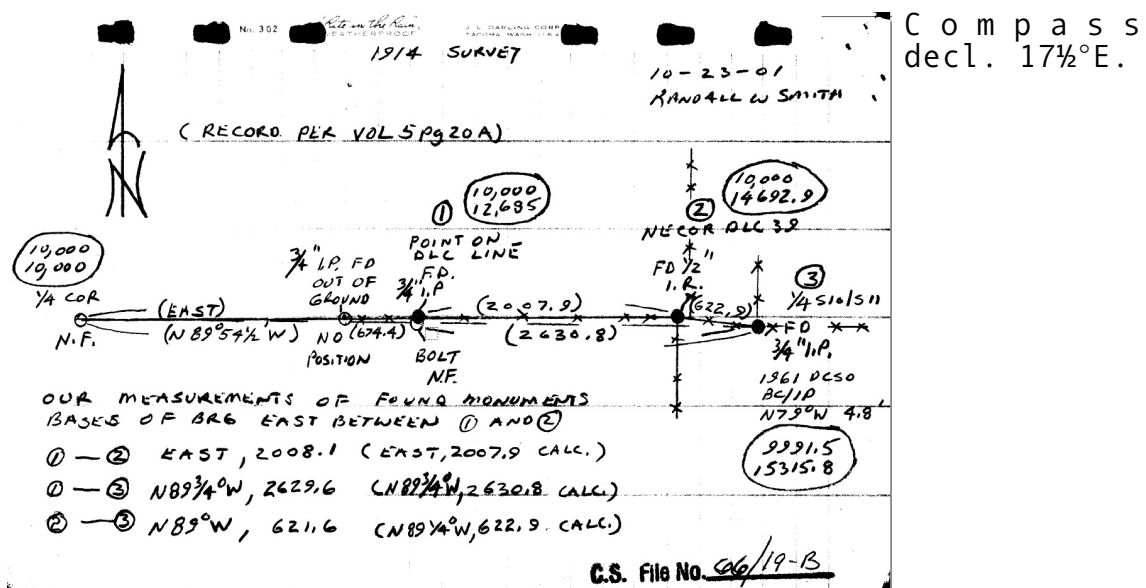 No. 302
Rite in the Rain
WEATHERPROOF
J. L. DARLING CORP
TACOMA, WASH. USA
1914 SURVEY
10-23-01
RANDALL W SMITH
Compass
decl. 17½°E.
(RECORD PER VOL 5 Pg 20A)
N
10,000
10,000
1/4 COR
N.F.
(EAST)
(N 89°54½'W)
3/4" I.P. FD
OUT OF
GROUND
NO
POSITION
(674.4)
10,000
12,685
①
POINT ON
DLC LINE
FD.
3/4" I.P
BOLT
N.F.
(2007.9)
(2630.8)
10,000
14692.9
②
NE COR DLC 39
FD 1/2"
I.R.
(622.9)
③
1/4 S10/S11
FD
3/4" I.P.
1961 DCSO
BC/IP
N79°W 4.8'
9991.5
15315.8
OUR MEASUREMENTS OF FOUND MONUMENTS
BASES OF BRG EAST BETWEEN ① AND ②
① — ② EAST, 2008.1 (EAST, 2007.9 CALC.)
① — ③ N89¾°W, 2629.6 (N89¾°W, 2630.8 CALC.)
② — ③ N89°W, 621.6 (N89¼°W, 622.9 CALC.)
C.S. File No. 66/19-B